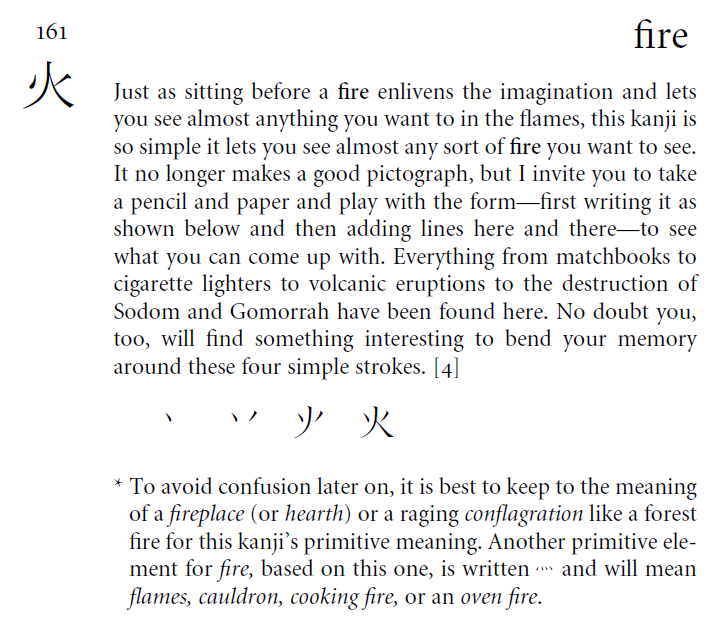 161
fire
火
Just as sitting before a fire enlivens the imagination and lets
you see almost anything you want to in the flames, this kanji is
so simple it lets you see almost any sort of fire you want to see.
It no longer makes a good pictograph, but I invite you to take
a pencil and paper and play with the form—first writing it as
shown below and then adding lines here and there—to see
what you can come up with. Everything from matchbooks to
cigarette lighters to volcanic eruptions to the destruction of
Sodom and Gomorrah have been found here. No doubt you,
too, will find something interesting to bend your memory
around these four simple strokes. [4]
丶 丷 火
* To avoid confusion later on, it is best to keep to the meaning
of a fireplace (or hearth) or a raging conflagration like a forest
fire for this kanji's primitive meaning. Another primitive ele-
ment for fire, based on this one, is written 灬 and will mean
flames, cauldron, cooking fire, or an oven fire.